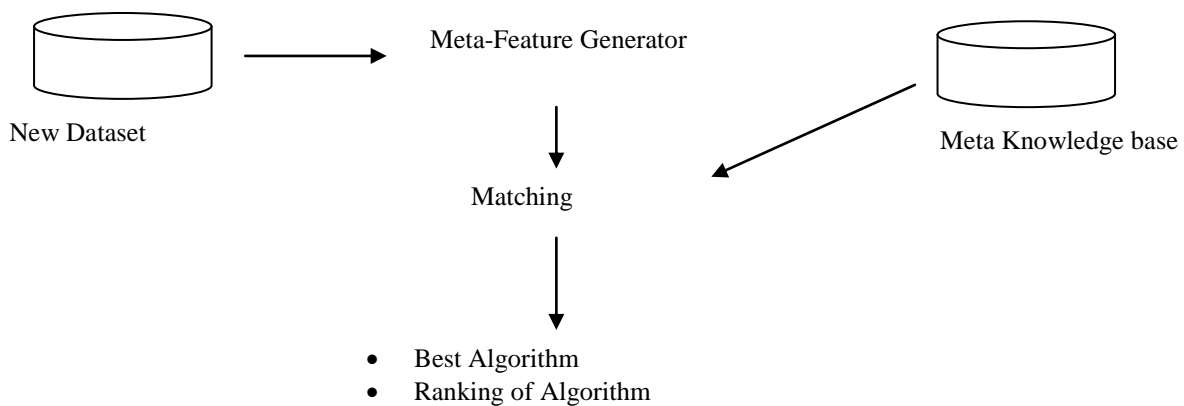 Meta-Feature Generator
New Dataset
Meta Knowledge base
Matching
• Best Algorithm
• Ranking of Algorithm